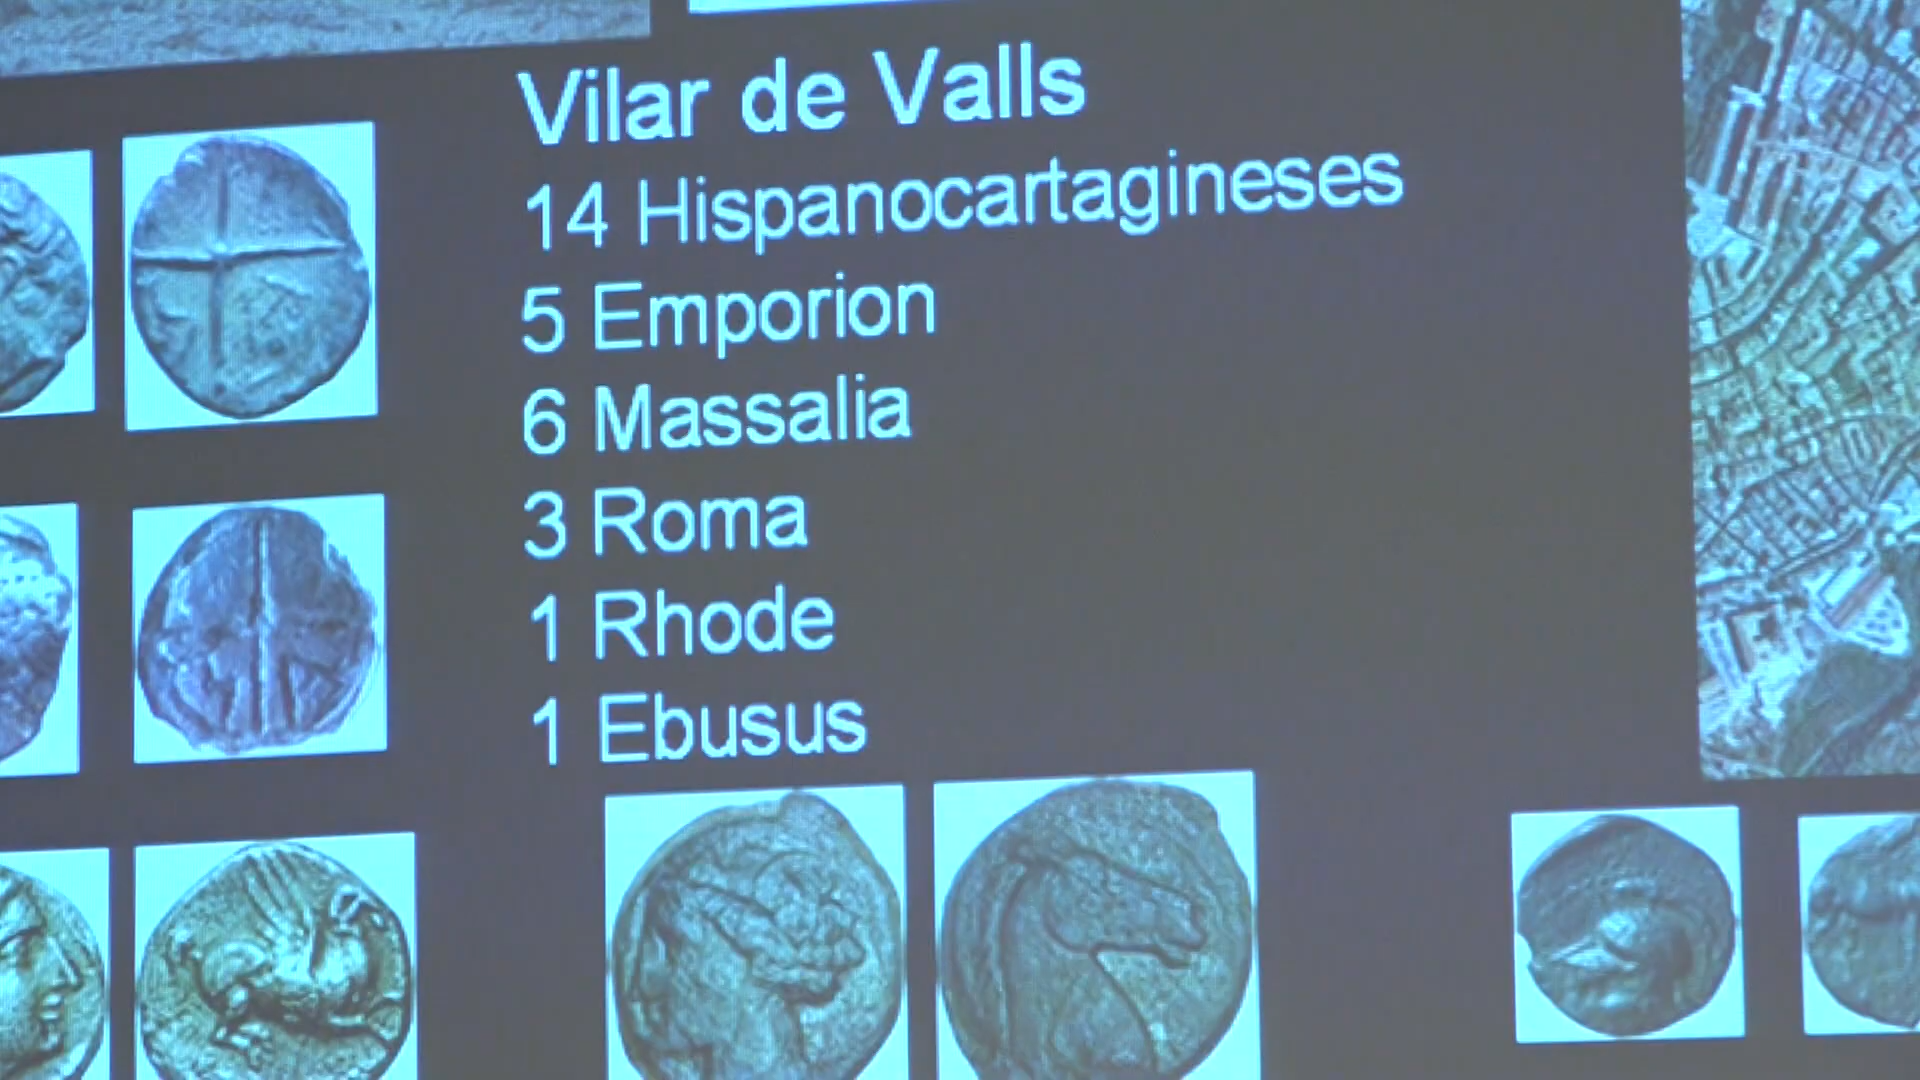 Vilar de Valls
14 Hispanocartagineses
5 Emporion
6 Massalia
3 Roma
1 Rhode
1 Ebusus